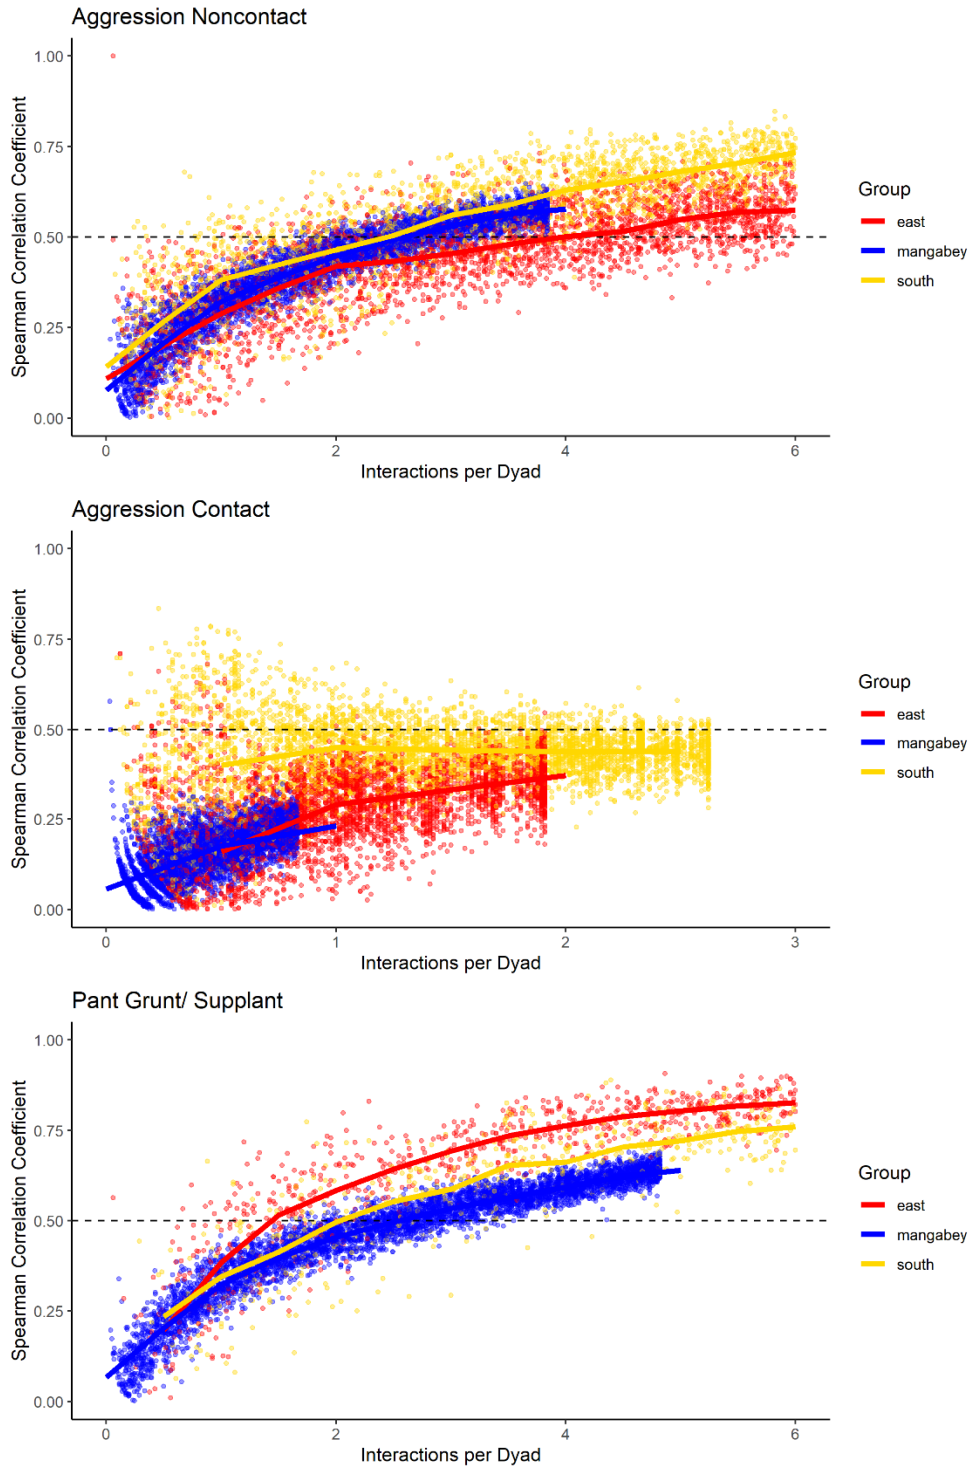 Aggression Noncontact
1.00
0.75
0.50
0.25
0.00
Spearman Correlation Coefficient
0 2 4 6
Interactions per Dyad
Group
east
mangabey
south
Aggression Contact
1.00
0.75
0.50
0.25
0.00
Spearman Correlation Coefficient
0 1 2 3
Interactions per Dyad
Group
east
mangabey
south
Pant Grunt/ Supplant
1.00
0.75
0.50
0.25
0.00
Spearman Correlation Coefficient
0 2 4 6
Interactions per Dyad
Group
east
mangabey
south